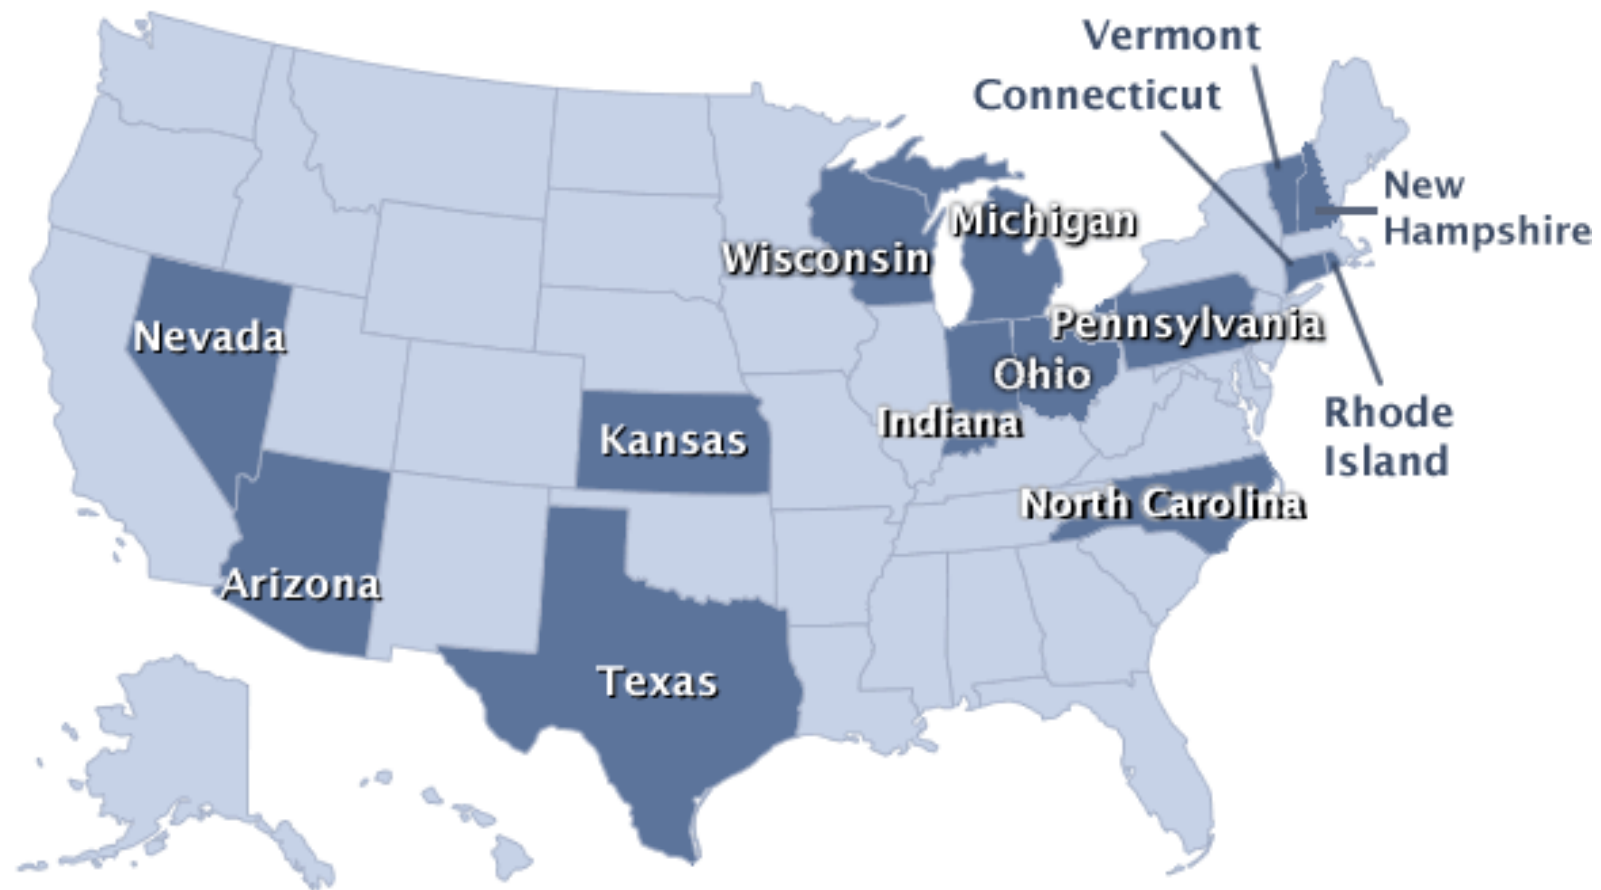 Vermont
Connecticut
New
Hampshire
Michigan
Wisconsin
Nevada
Pennsylvania
Ohio
Rhode
Island
Indiana
Kansas
North Carolina
Arizona
Texas